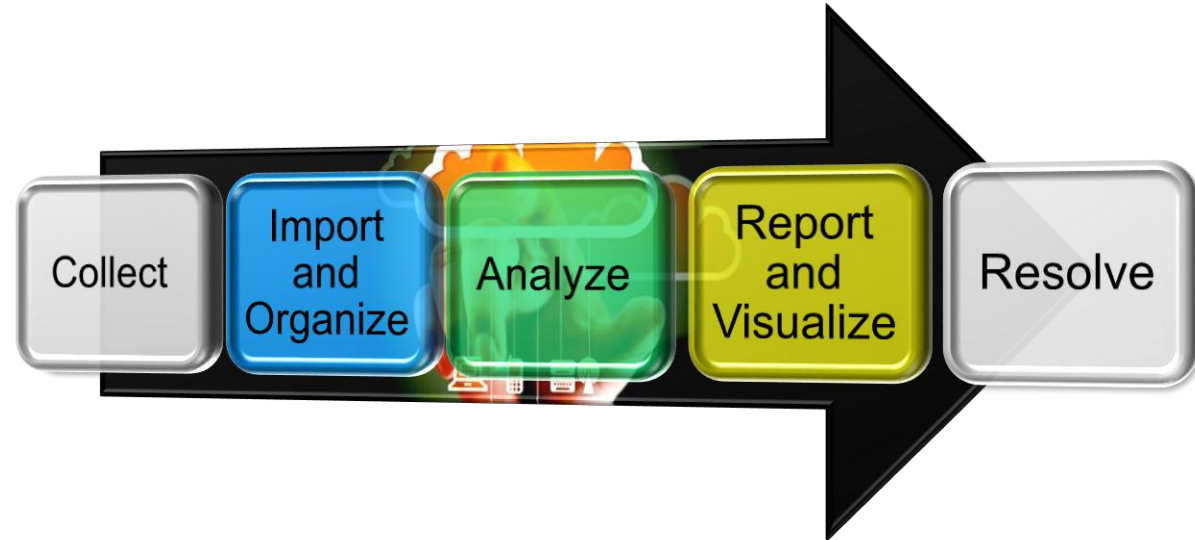 Collect
Import
and
Organize
Analyze
Report
and
Visualize
Resolve